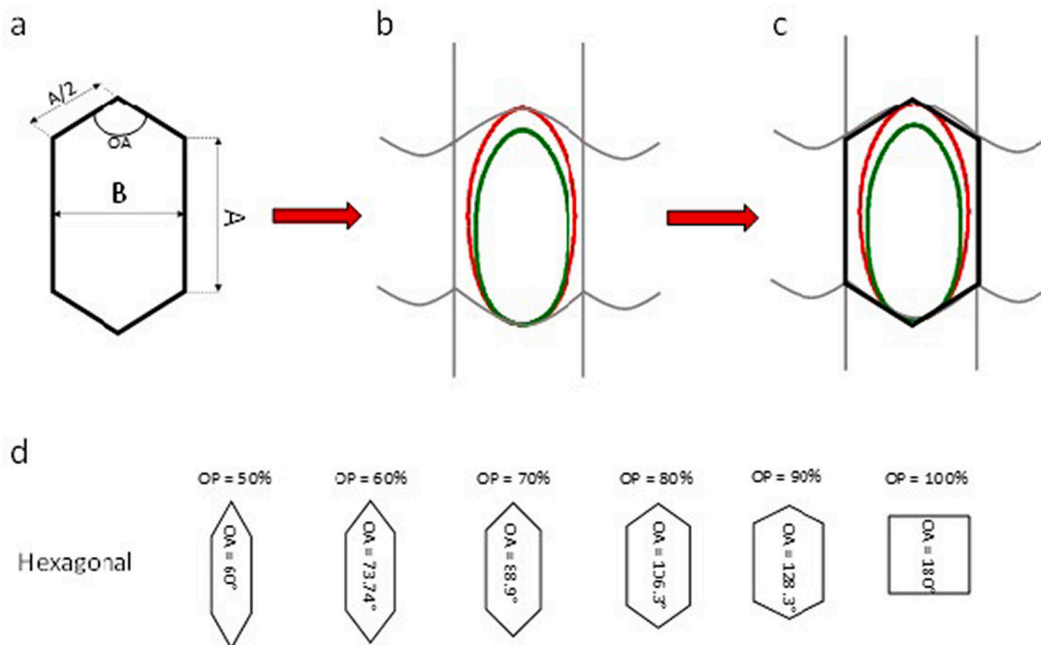 a
b
c
A/2
OA
B
A
d
OP = 50%
OP = 60%
OP = 70%
OP = 80%
OP = 90%
OP = 100%
Hexagonal
OA = 60°
OA = 73.74°
OA = 88.9°
OA = 106.3°
OA = 128.3°
OA = 180°